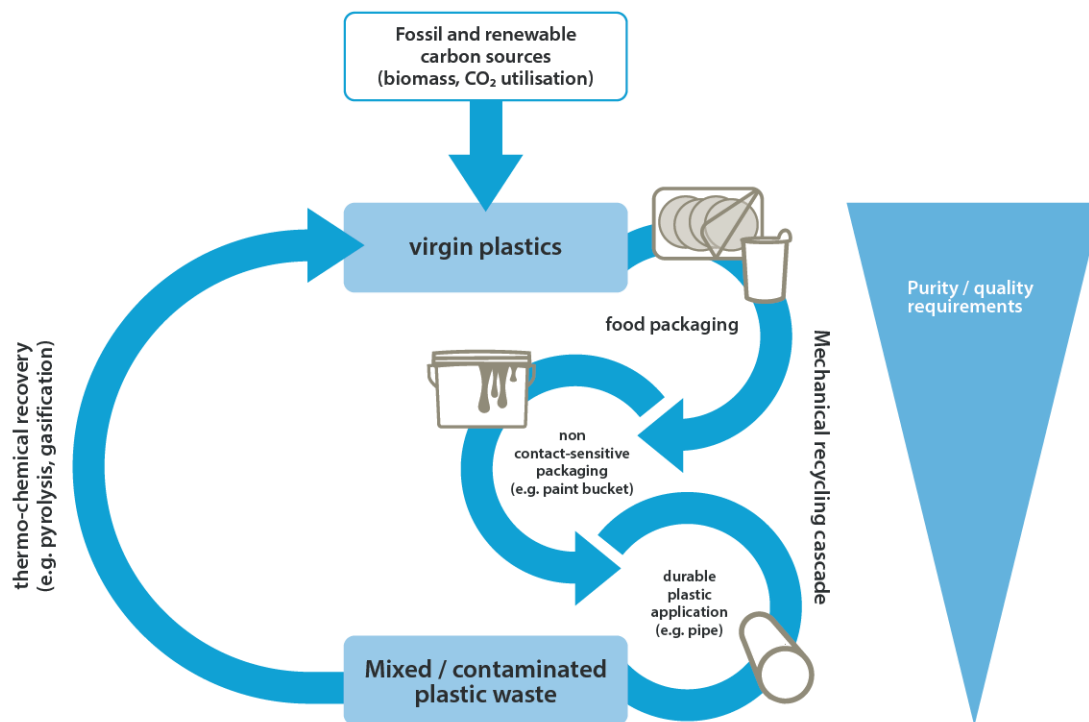 Fossil and renewable
carbon sources
(biomass, CO₂ utilisation)
virgin plastics
food packaging
Purity / quality
requirements
Mechanical recycling cascade
thermo-chemical recovery
(e.g. pyrolysis, gasification)
non
contact-sensitive
packaging
(e.g. paint bucket)
durable
plastic
application
(e.g. pipe)
Mixed / contaminated
plastic waste